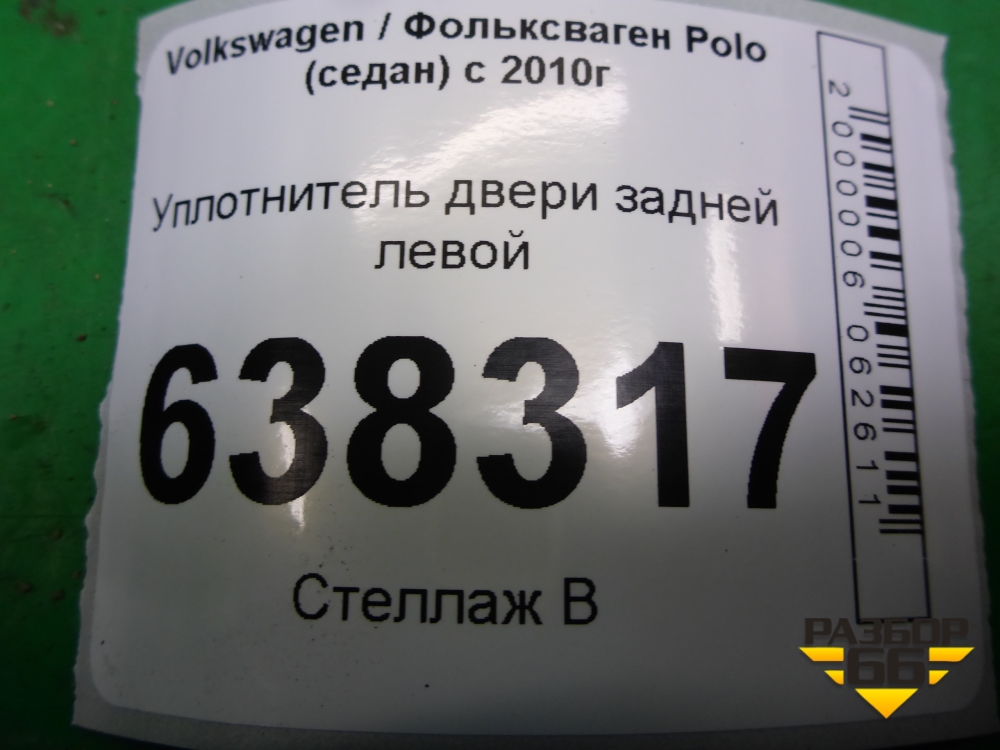 Volkswagen / Фольксваген Polo
(седан) с 2010г
Уплотнитель двери задней
левой
638317
Стеллаж В
2000006062611
РАЗБОР
66